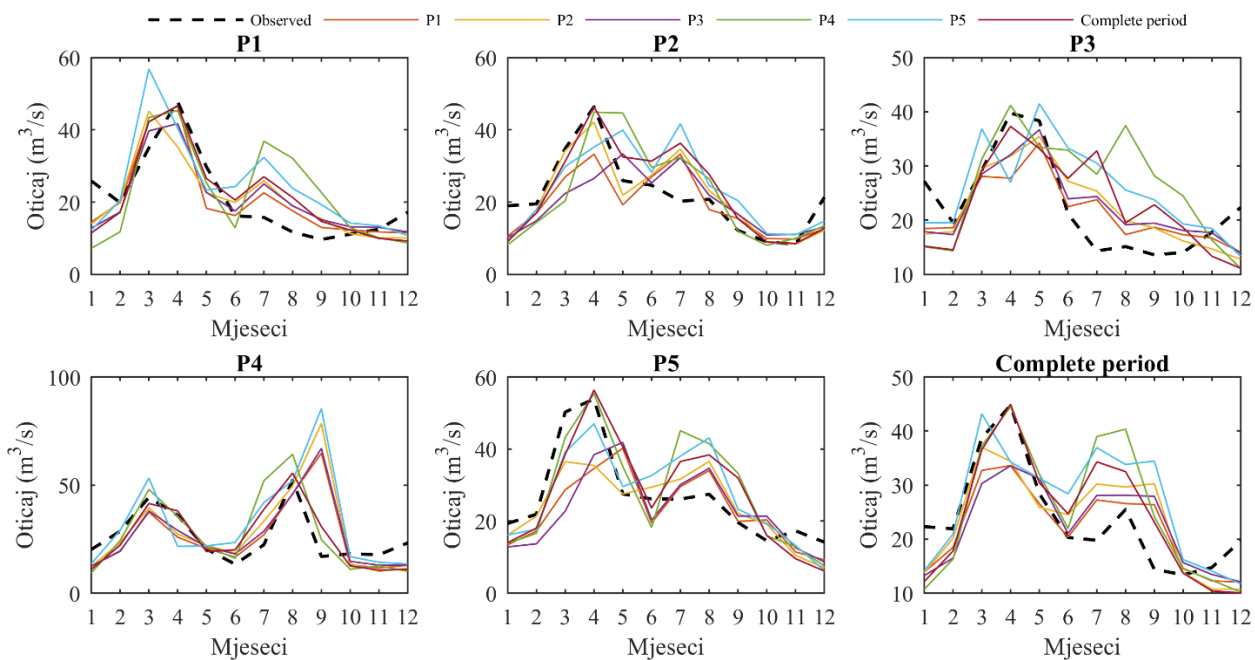 Observed P1 P2 P3 P4 P5 Complete period
P1 P2 P3
60 60 50
40 40 40
30
20 20 20
0 0 10
Oticaj (m³/s) Oticaj (m³/s) Oticaj (m³/s)
1 2 3 4 5 6 7 8 9 10 11 12 1 2 3 4 5 6 7 8 9 10 11 12 1 2 3 4 5 6 7 8 9 10 11 12
Mjeseci Mjeseci Mjeseci
P4 P5 Complete period
100 60 50
40 40
50 30
20 20
0 0 10
Oticaj (m³/s) Oticaj (m³/s) Oticaj (m³/s)
1 2 3 4 5 6 7 8 9 10 11 12 1 2 3 4 5 6 7 8 9 10 11 12 1 2 3 4 5 6 7 8 9 10 11 12
Mjeseci Mjeseci Mjeseci